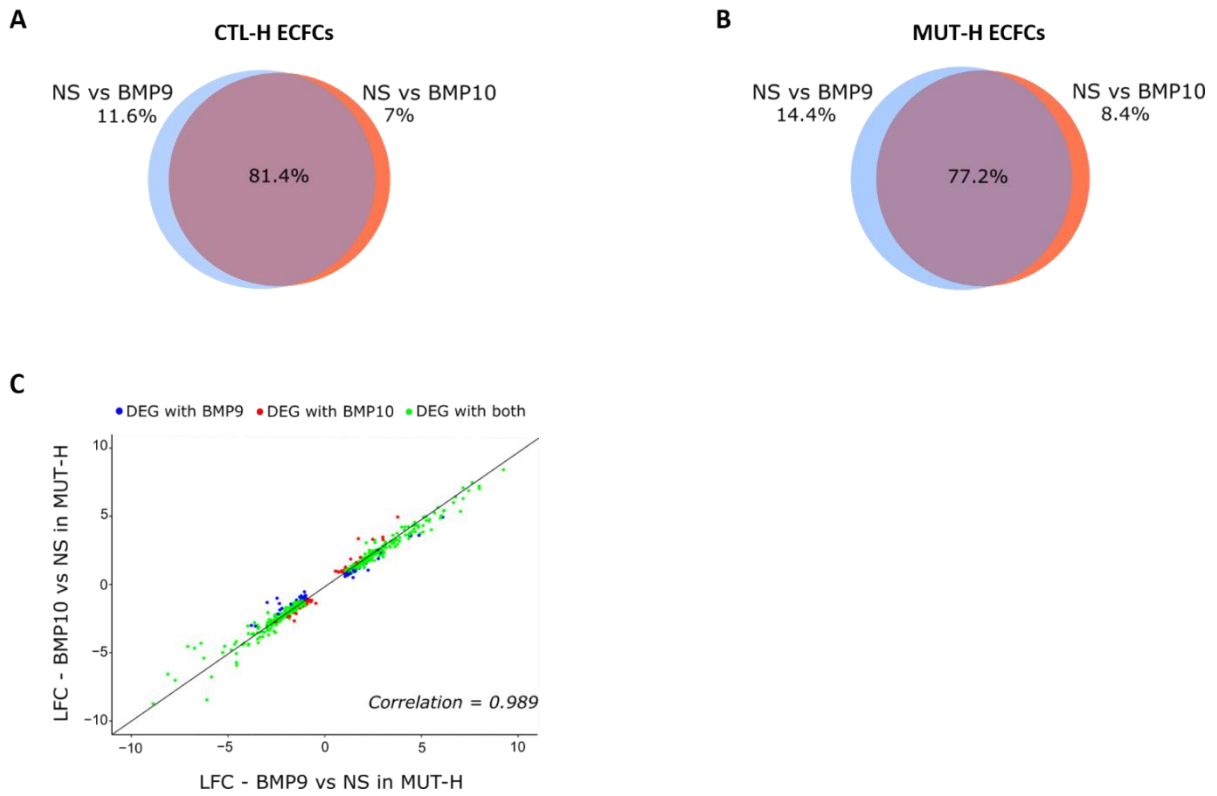 A
CTL-H ECFCs
NS vs BMP9
11.6%
NS vs BMP10
7%
81.4%
B
MUT-H ECFCs
NS vs BMP9
14.4%
NS vs BMP10
8.4%
77.2%
C
DEG with BMP9 DEG with BMP10 DEG with both
LFC - BMP10 vs NS in MUT-H
10
5
0
−5
−10
Correlation = 0.989
−10 −5 0 5 10
LFC - BMP9 vs NS in MUT-H